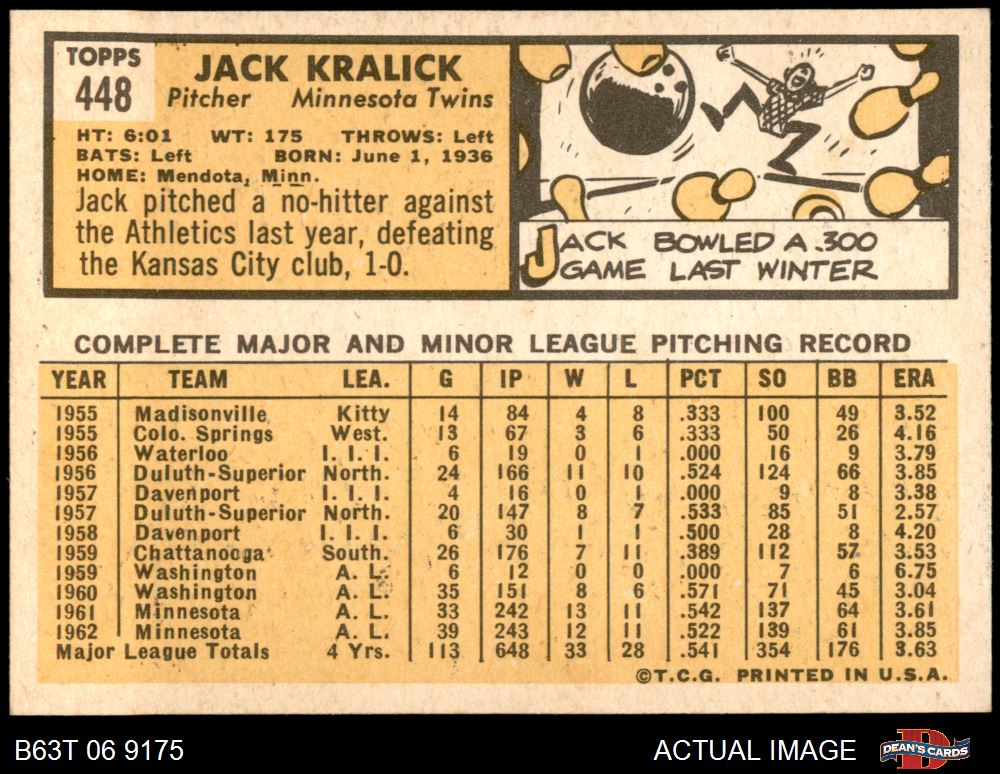 TOPPS
448
JACK KRALICK
Pitcher Minnesota Twins
HT: 6:01 WT: 175 THROWS: Left
BATS: Left BORN: June 1, 1936
HOME: Mendota, Minn.
Jack pitched a no-hitter against
the Athletics last year, defeating
the Kansas City club, 1-0.
JACK BOWLED A .300
GAME LAST WINTER
COMPLETE MAJOR AND MINOR LEAGUE PITCHING RECORD
YEAR TEAM LEA. G IP W L PCT SO BB ERA
1955 Madisonville Kitty 14 84 4 8 .333 100 49 3.52
1955 Colo. Springs West. 13 67 3 6 .333 50 26 4.16
1956 Waterloo I. I. I. 6 19 0 1 .000 16 9 3.79
1956 Duluth-Superior North. 24 166 11 10 .524 124 66 3.85
1957 Davenport I. I. I. 4 16 0 1 .000 9 8 3.38
1957 Duluth-Superior North. 20 147 8 7 .533 85 51 2.57
1958 Davenport I. I. I. 6 30 1 1 .500 28 8 4.20
1959 Chattanooga South. 26 176 7 11 .389 112 57 3.53
1959 Washington A. L. 6 12 0 0 .000 7 6 6.75
1960 Washington A. L. 35 151 8 6 .571 71 45 3.04
1961 Minnesota A. L. 33 242 13 11 .542 137 64 3.61
1962 Minnesota A. L. 39 243 12 11 .522 139 61 3.85
Major League Totals 4 Yrs. 113 648 33 28 .541 354 176 3.63
©T.C.G. PRINTED IN U.S.A.
B63T 06 9175 ACTUAL IMAGE DEAN'S CARDS